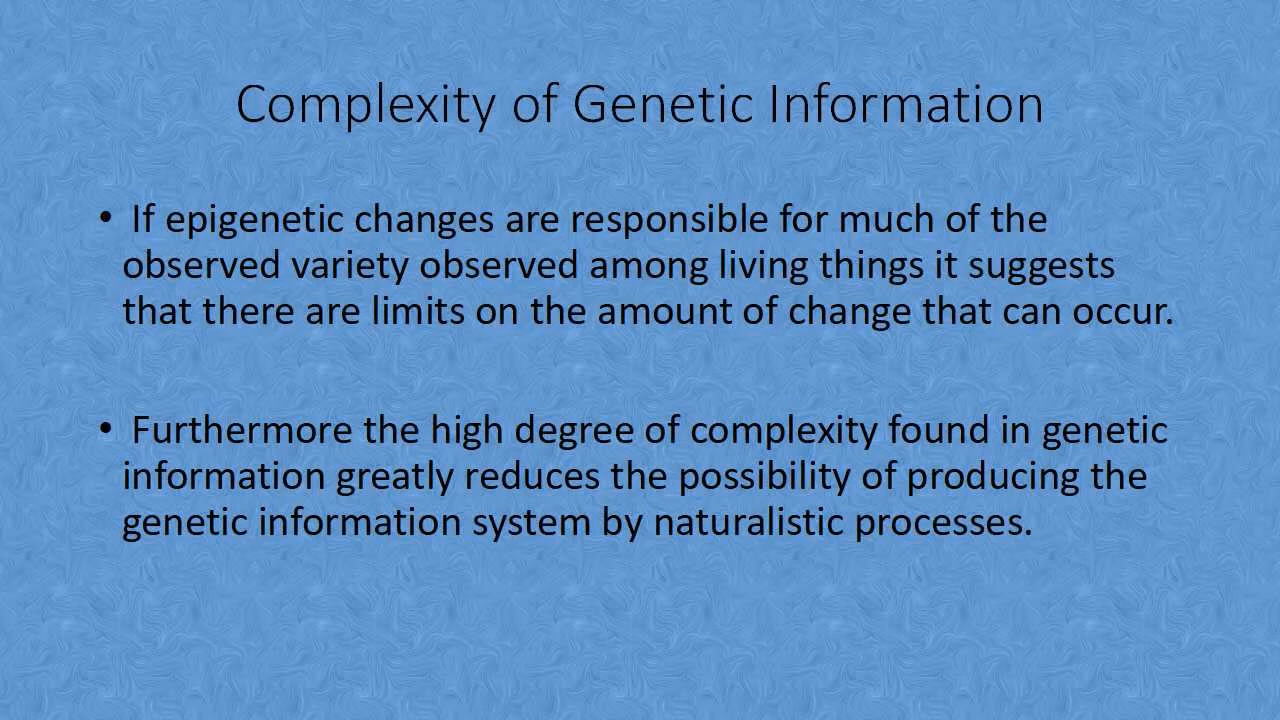 Complexity of Genetic Information
• If epigenetic changes are responsible for much of the
observed variety observed among living things it suggests
that there are limits on the amount of change that can occur.
• Furthermore the high degree of complexity found in genetic
information greatly reduces the possibility of producing the
genetic information system by naturalistic processes.